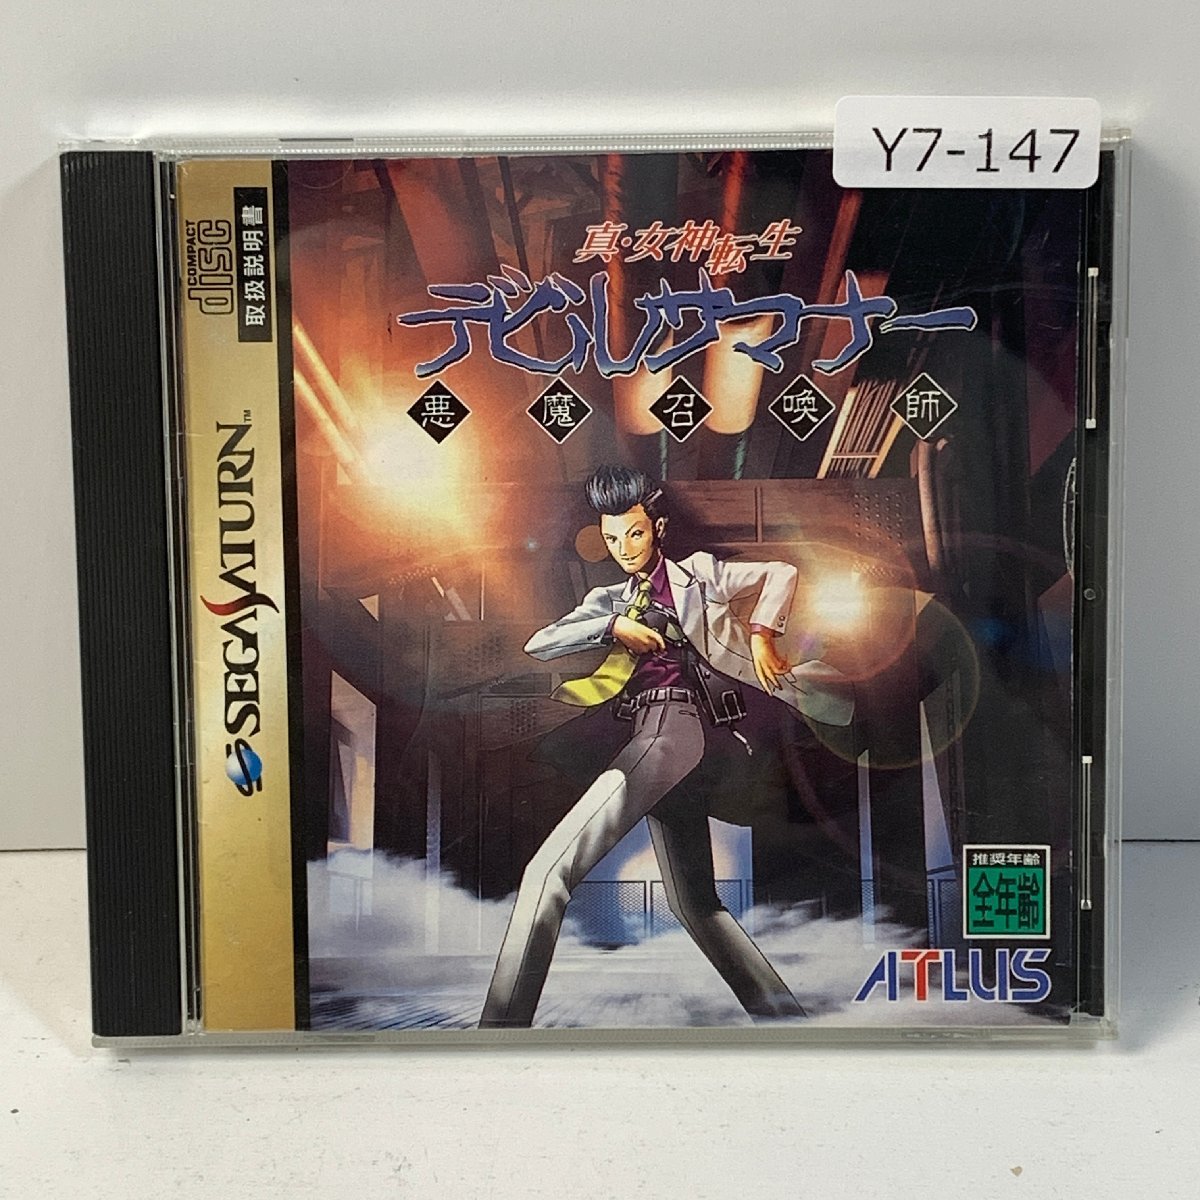 Y7-147
COMPACT
disc
取扱説明書
SEGA SATURN™
真・女神転生
デビルサマナー
悪魔召喚師
推奨年齢
全年齢
ATLUS